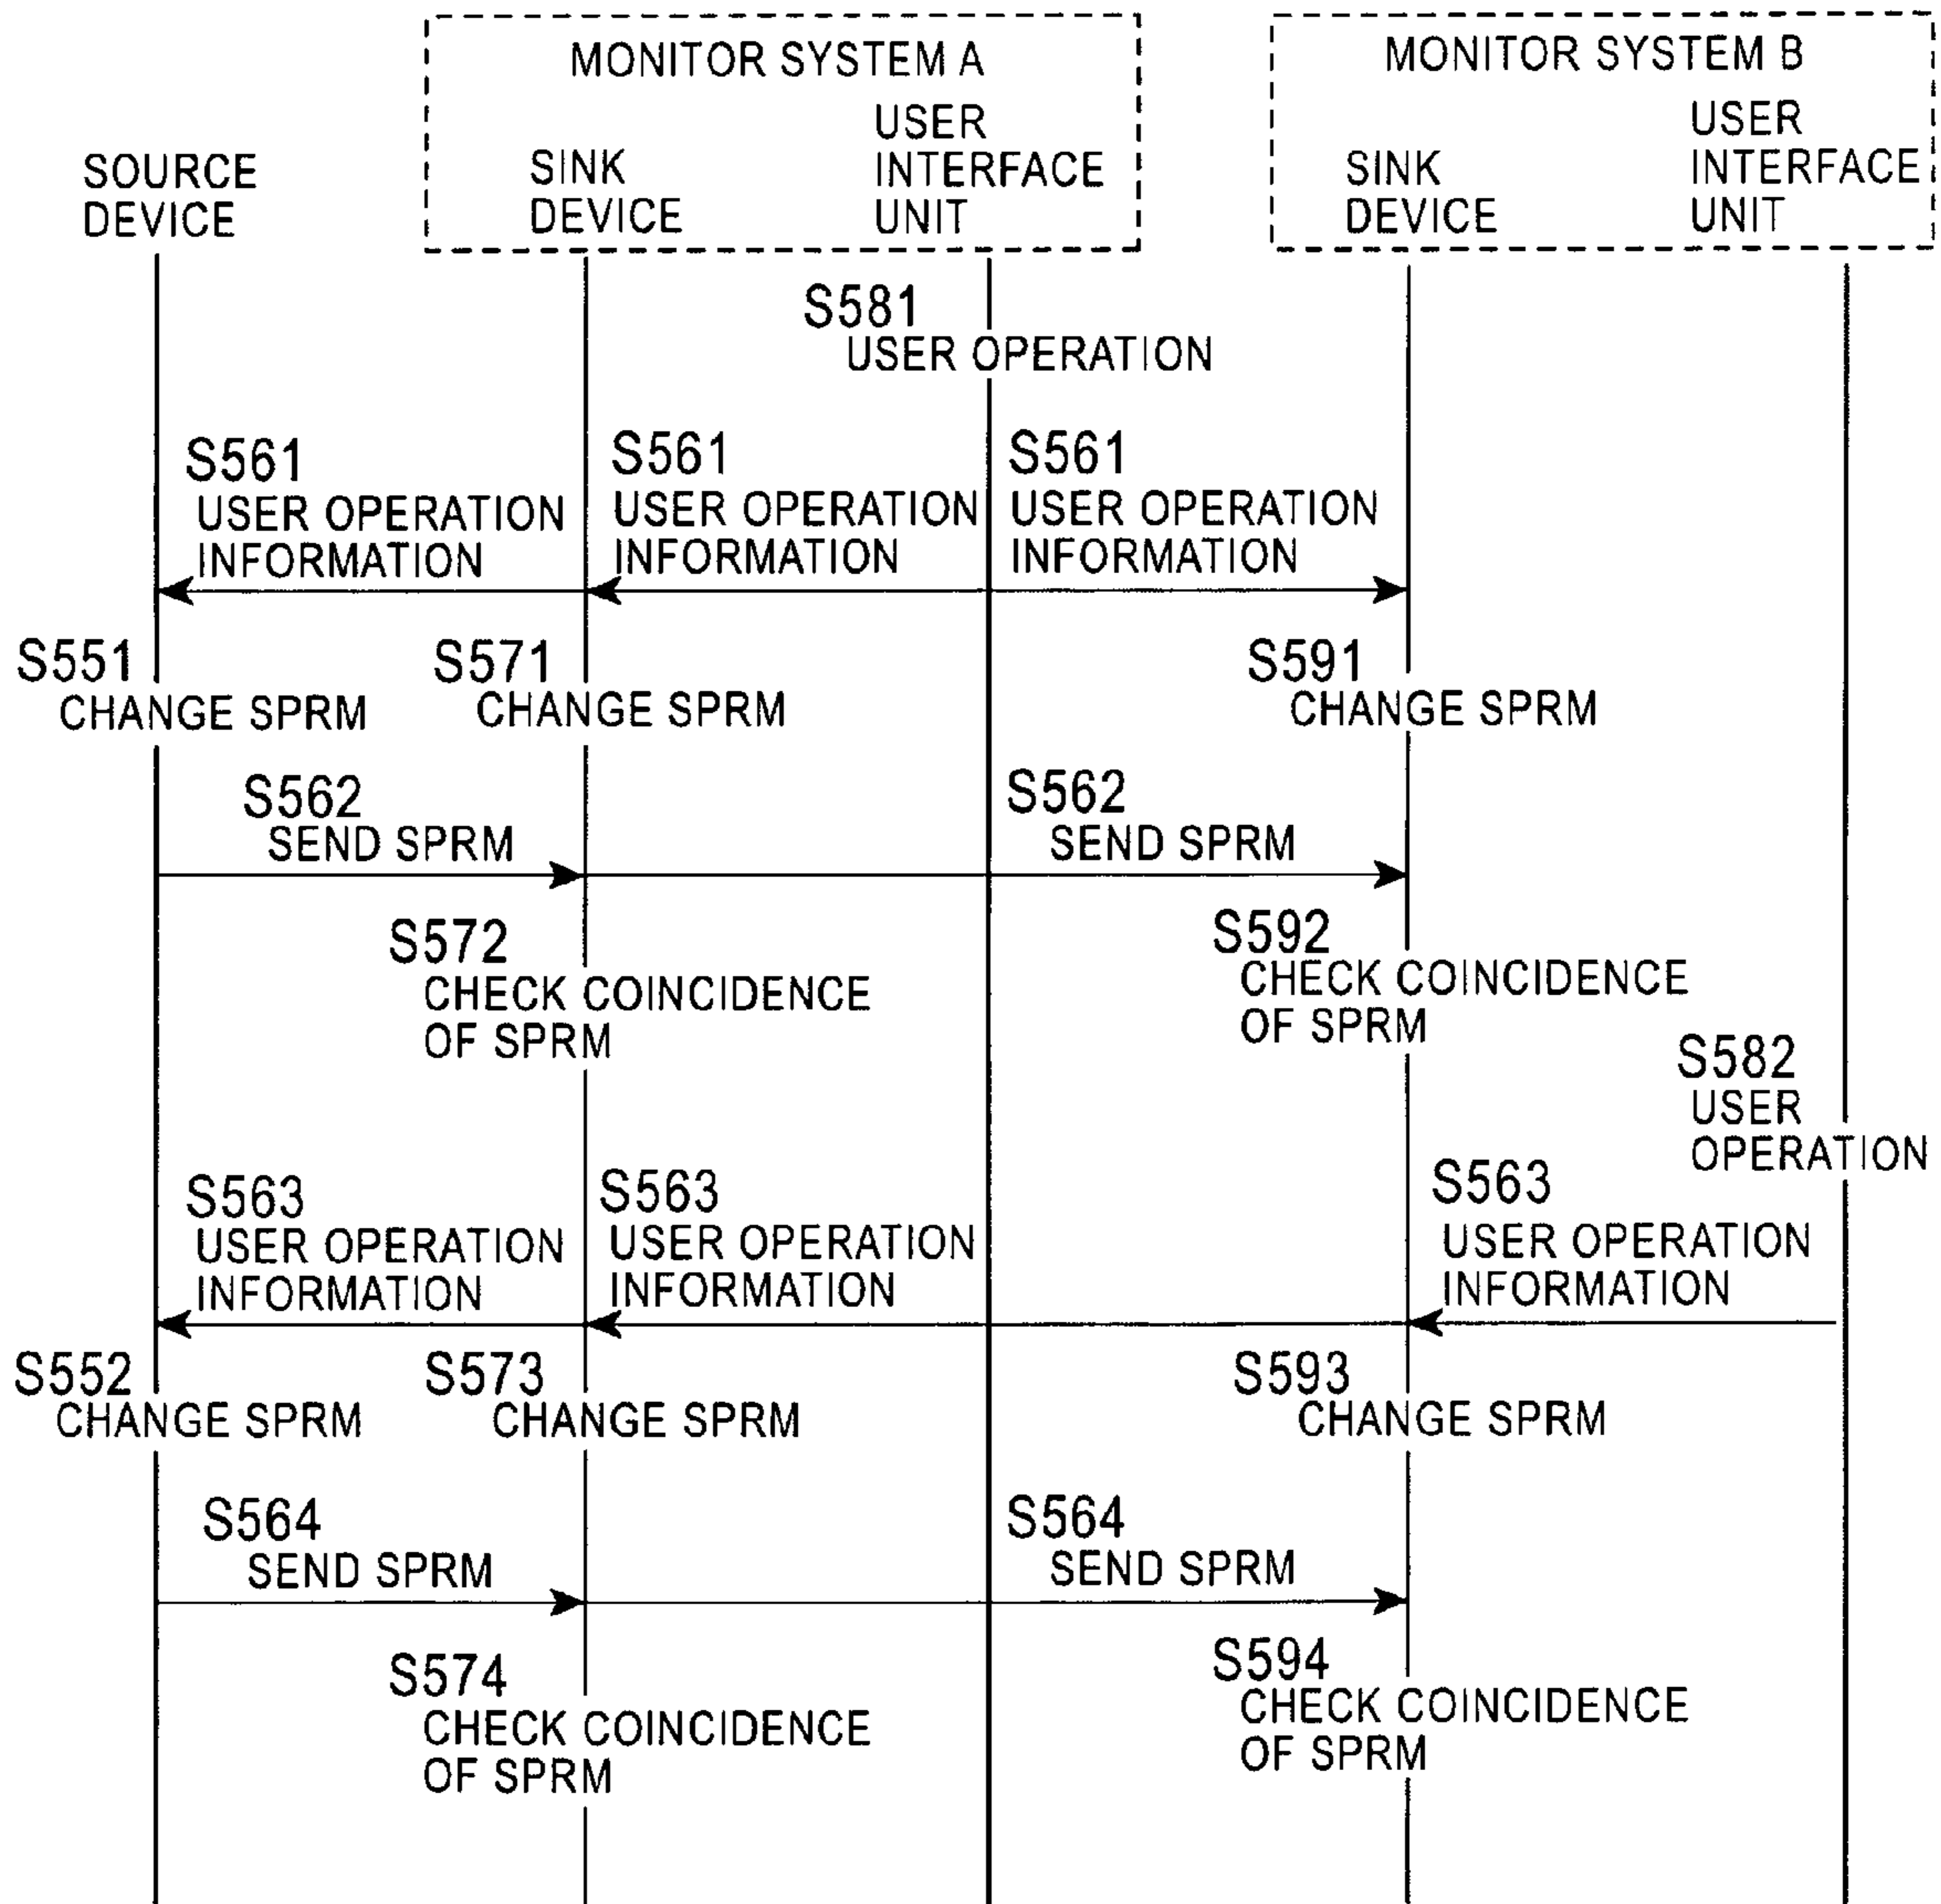 MONITOR SYSTEM A
MONITOR SYSTEM B
SOURCE
DEVICE
SINK
DEVICE
USER
INTERFACE
UNIT
SINK
DEVICE
USER
INTERFACE
UNIT
S581
USER OPERATION
S561
USER OPERATION
INFORMATION
S561
USER OPERATION
INFORMATION
S561
USER OPERATION
INFORMATION
S551
CHANGE SPRM
S571
CHANGE SPRM
S591
CHANGE SPRM
S562
SEND SPRM
S562
SEND SPRM
S572
CHECK COINCIDENCE
OF SPRM
S592
CHECK COINCIDENCE
OF SPRM
S582
USER
OPERATION
S563
USER OPERATION
INFORMATION
S563
USER OPERATION
INFORMATION
S563
USER OPERATION
INFORMATION
S552
CHANGE SPRM
S573
CHANGE SPRM
S593
CHANGE SPRM
S564
SEND SPRM
S564
SEND SPRM
S574
CHECK COINCIDENCE
OF SPRM
S594
CHECK COINCIDENCE
OF SPRM